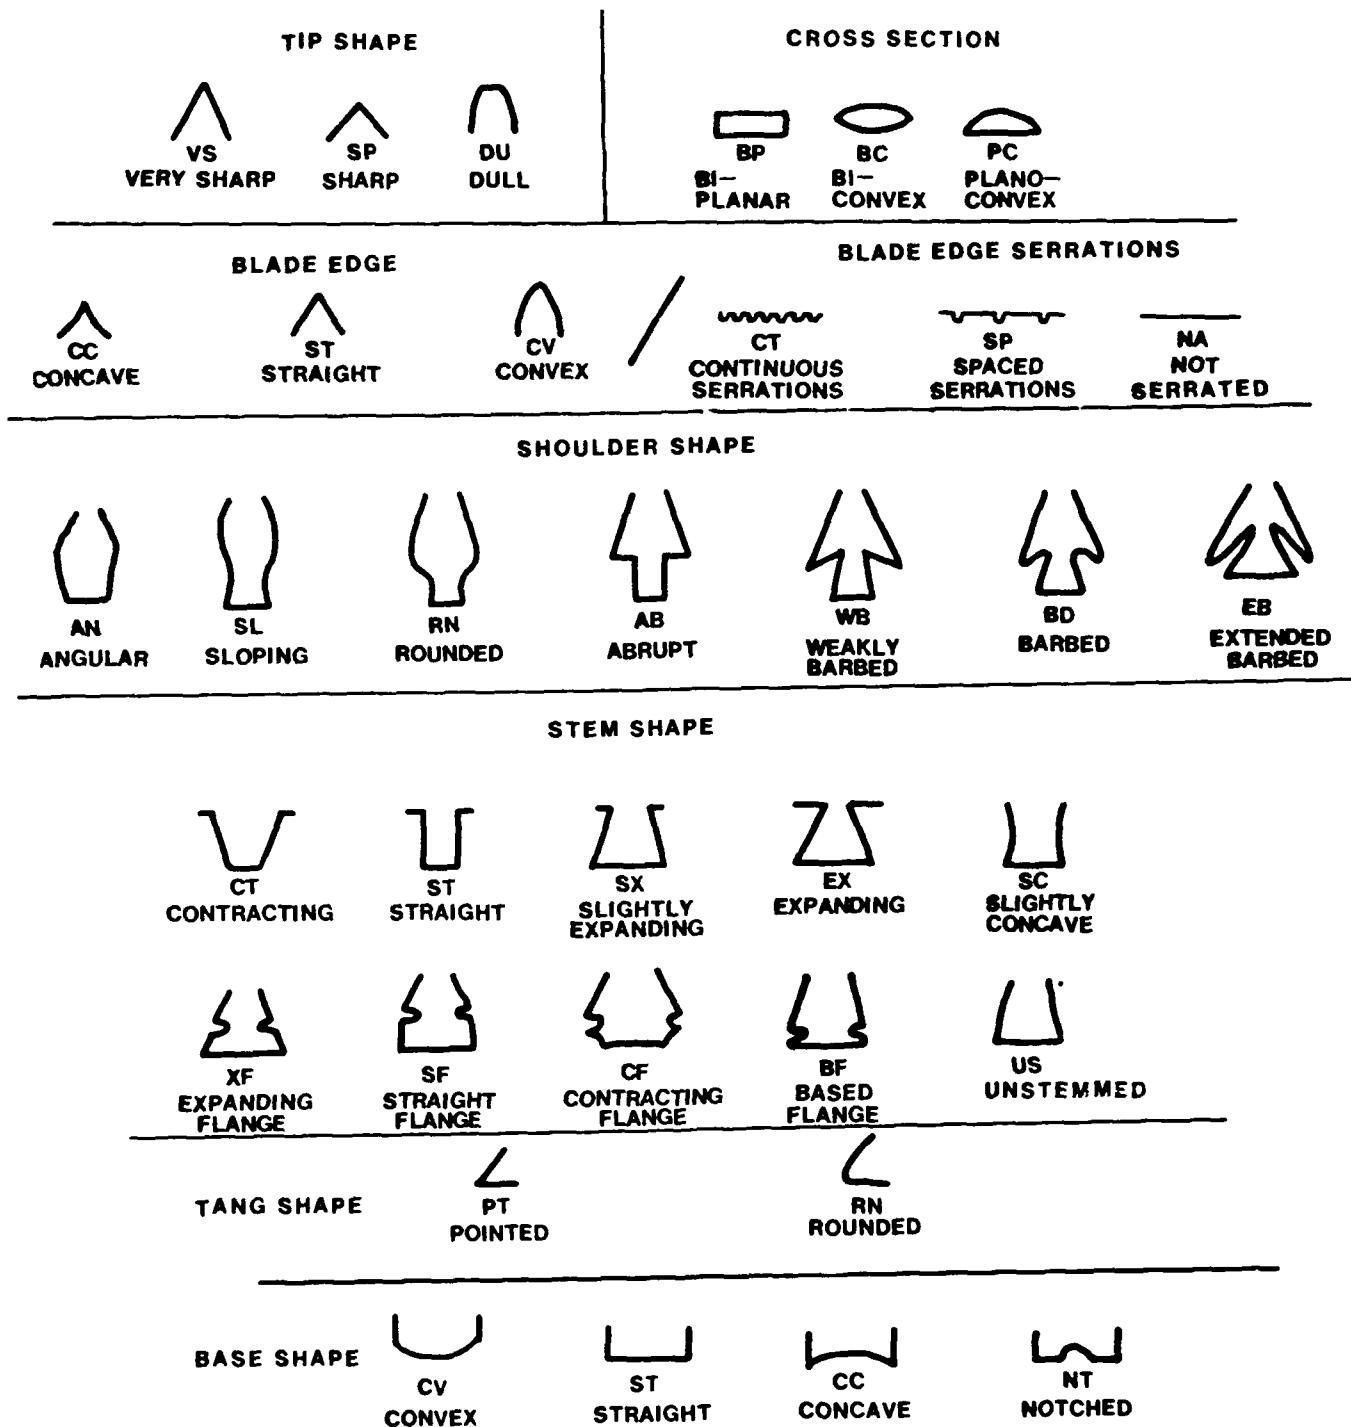 TIP SHAPE
CROSS SECTION
VS
VERY SHARP
SP
SHARP
DU
DULL
BP
BI-
PLANAR
BC
BI-
CONVEX
PC
PLANO-
CONVEX
BLADE EDGE
BLADE EDGE SERRATIONS
CC
CONCAVE
ST
STRAIGHT
CV
CONVEX
CT
CONTINUOUS
SERRATIONS
SP
SPACED
SERRATIONS
NA
NOT
SERRATED
SHOULDER SHAPE
AN
ANGULAR
SL
SLOPING
RN
ROUNDED
AB
ABRUPT
WB
WEAKLY
BARBED
BD
BARBED
EB
EXTENDED
BARBED
STEM SHAPE
CT
CONTRACTING
ST
STRAIGHT
SX
SLIGHTLY
EXPANDING
EX
EXPANDING
SC
SLIGHTLY
CONCAVE
XF
EXPANDING
FLANGE
SF
STRAIGHT
FLANGE
CF
CONTRACTING
FLANGE
BF
BASED
FLANGE
US
UNSTEMMED
TANG SHAPE
PT
POINTED
RN
ROUNDED
BASE SHAPE
CV
CONVEX
ST
STRAIGHT
CC
CONCAVE
NT
NOTCHED